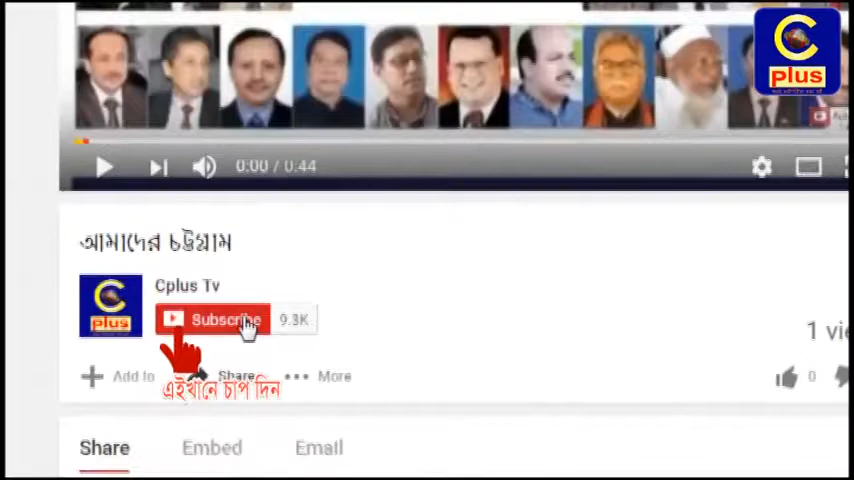 C
plus
0:00 / 0:44
আমাদের চট্টগ্রাম
C
plus
Cplus Tv
Subscribe 9.3K
1 vie
Add to Share More 0
এইখানে চাপ দিন
Share Embed Email